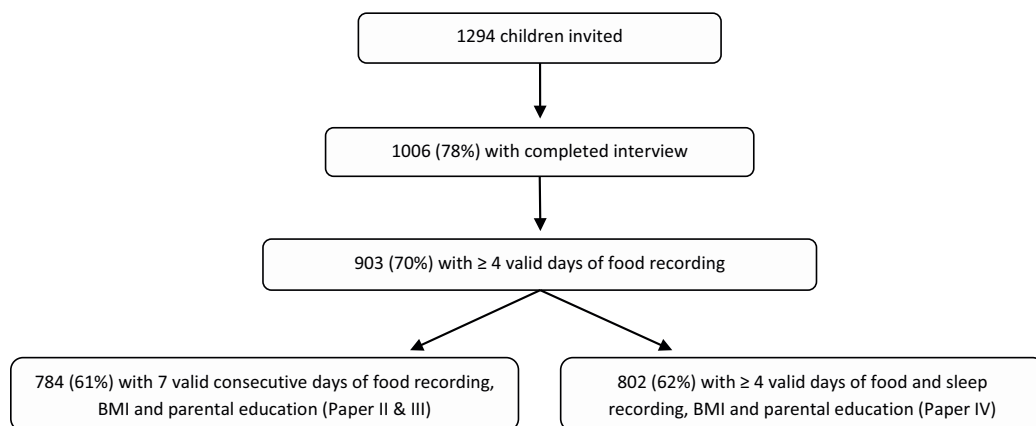 1294 children invited
1006 (78%) with completed interview
903 (70%) with ≥ 4 valid days of food recording
784 (61%) with 7 valid consecutive days of food recording,
BMI and parental education (Paper II & III)
802 (62%) with ≥ 4 valid days of food and sleep
recording, BMI and parental education (Paper IV)